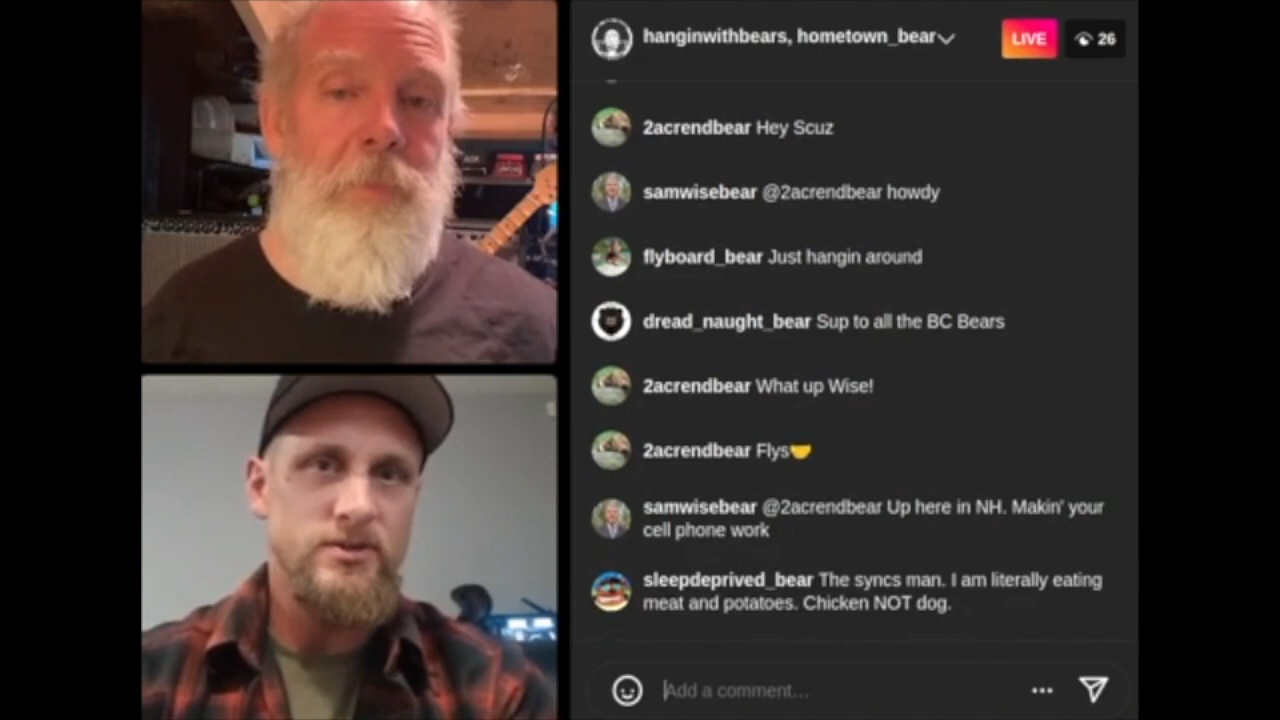 hanginwithbears, hometown_bear
LIVE
26
2acrendbear Hey Scuz
samwisebear @2acrendbear howdy
flyboard_bear Just hangin around
dread_naught_bear Sup to all the BC Bears
2acrendbear What up Wise!
2acrendbear Flys🤝
samwisebear @2acrendbear Up here in NH. Makin' your
cell phone work
sleepdeprived_bear The syncs man. I am literally eating
meat and potatoes. Chicken NOT dog.
Add a comment…